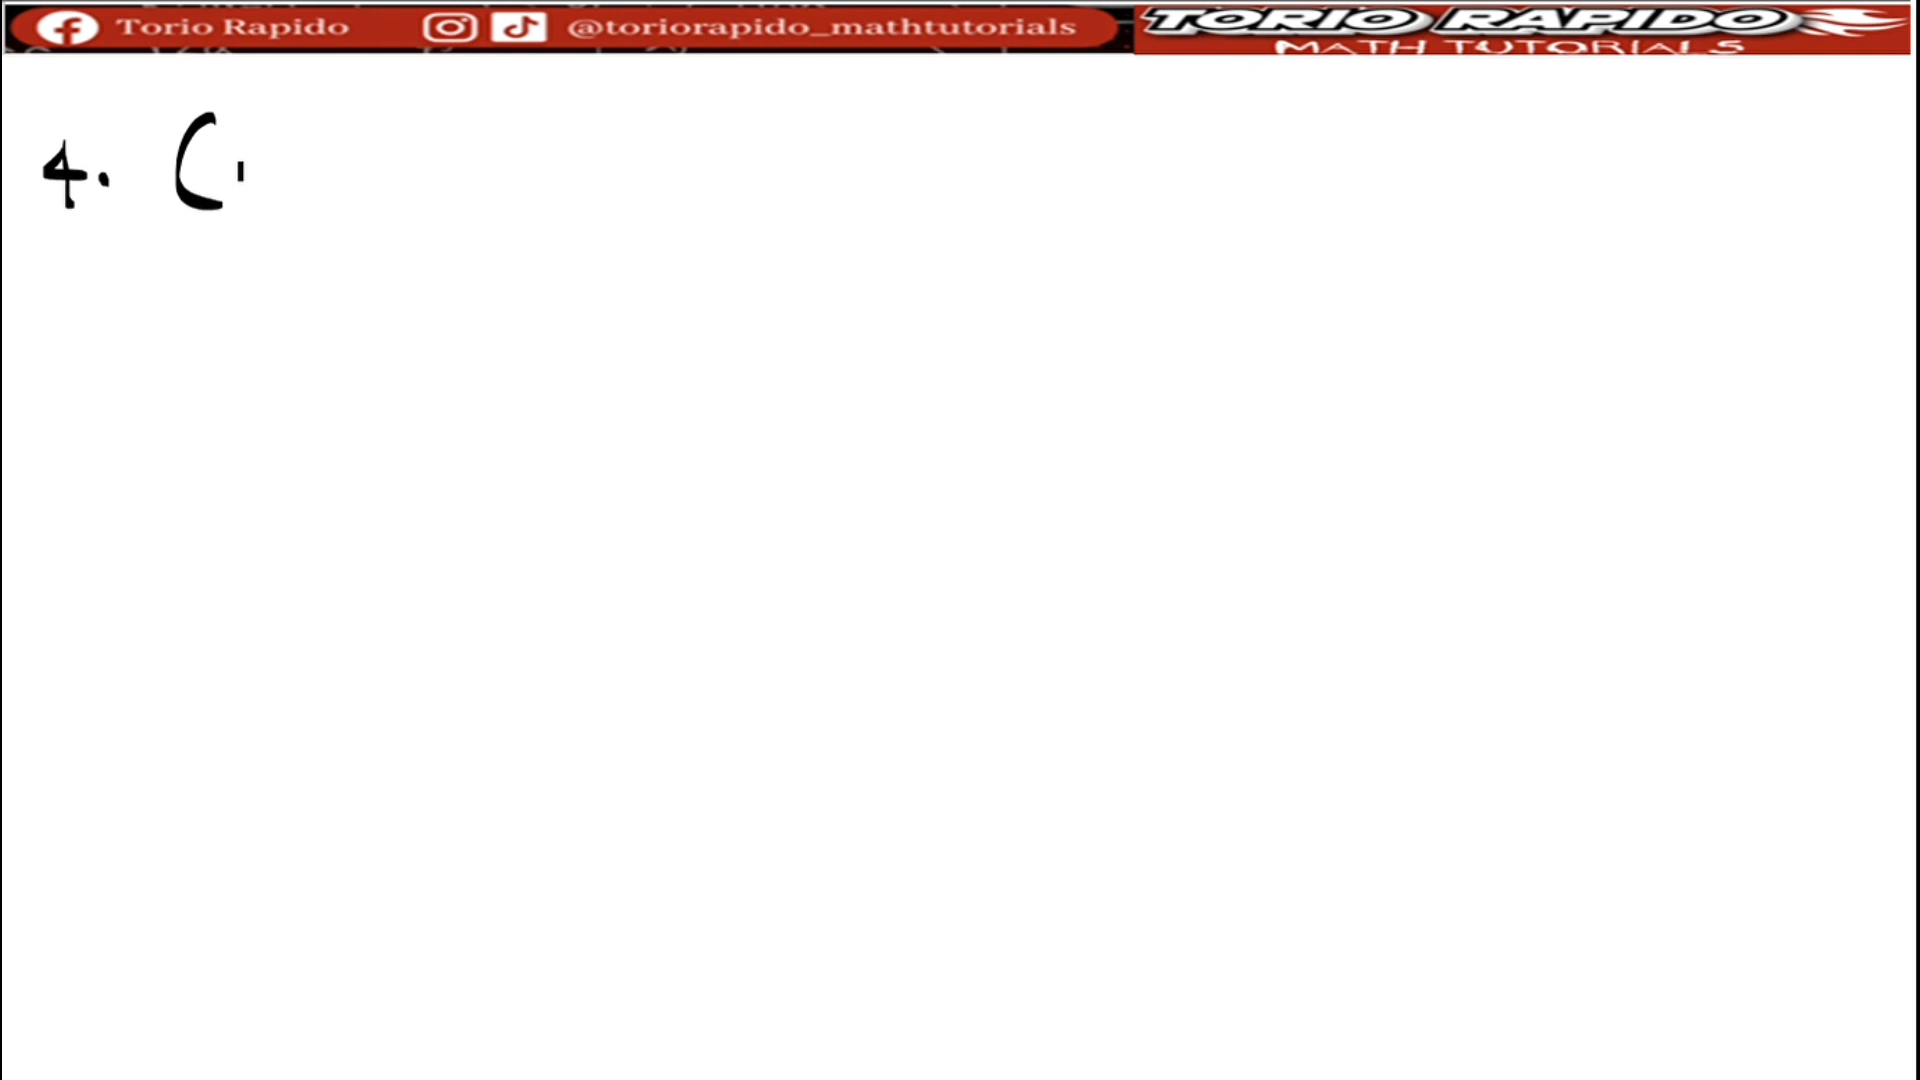 Torio Rapido @toriorapido_mathtutorials TORIO RAPIDO
MATH TUTORIALS
4. (